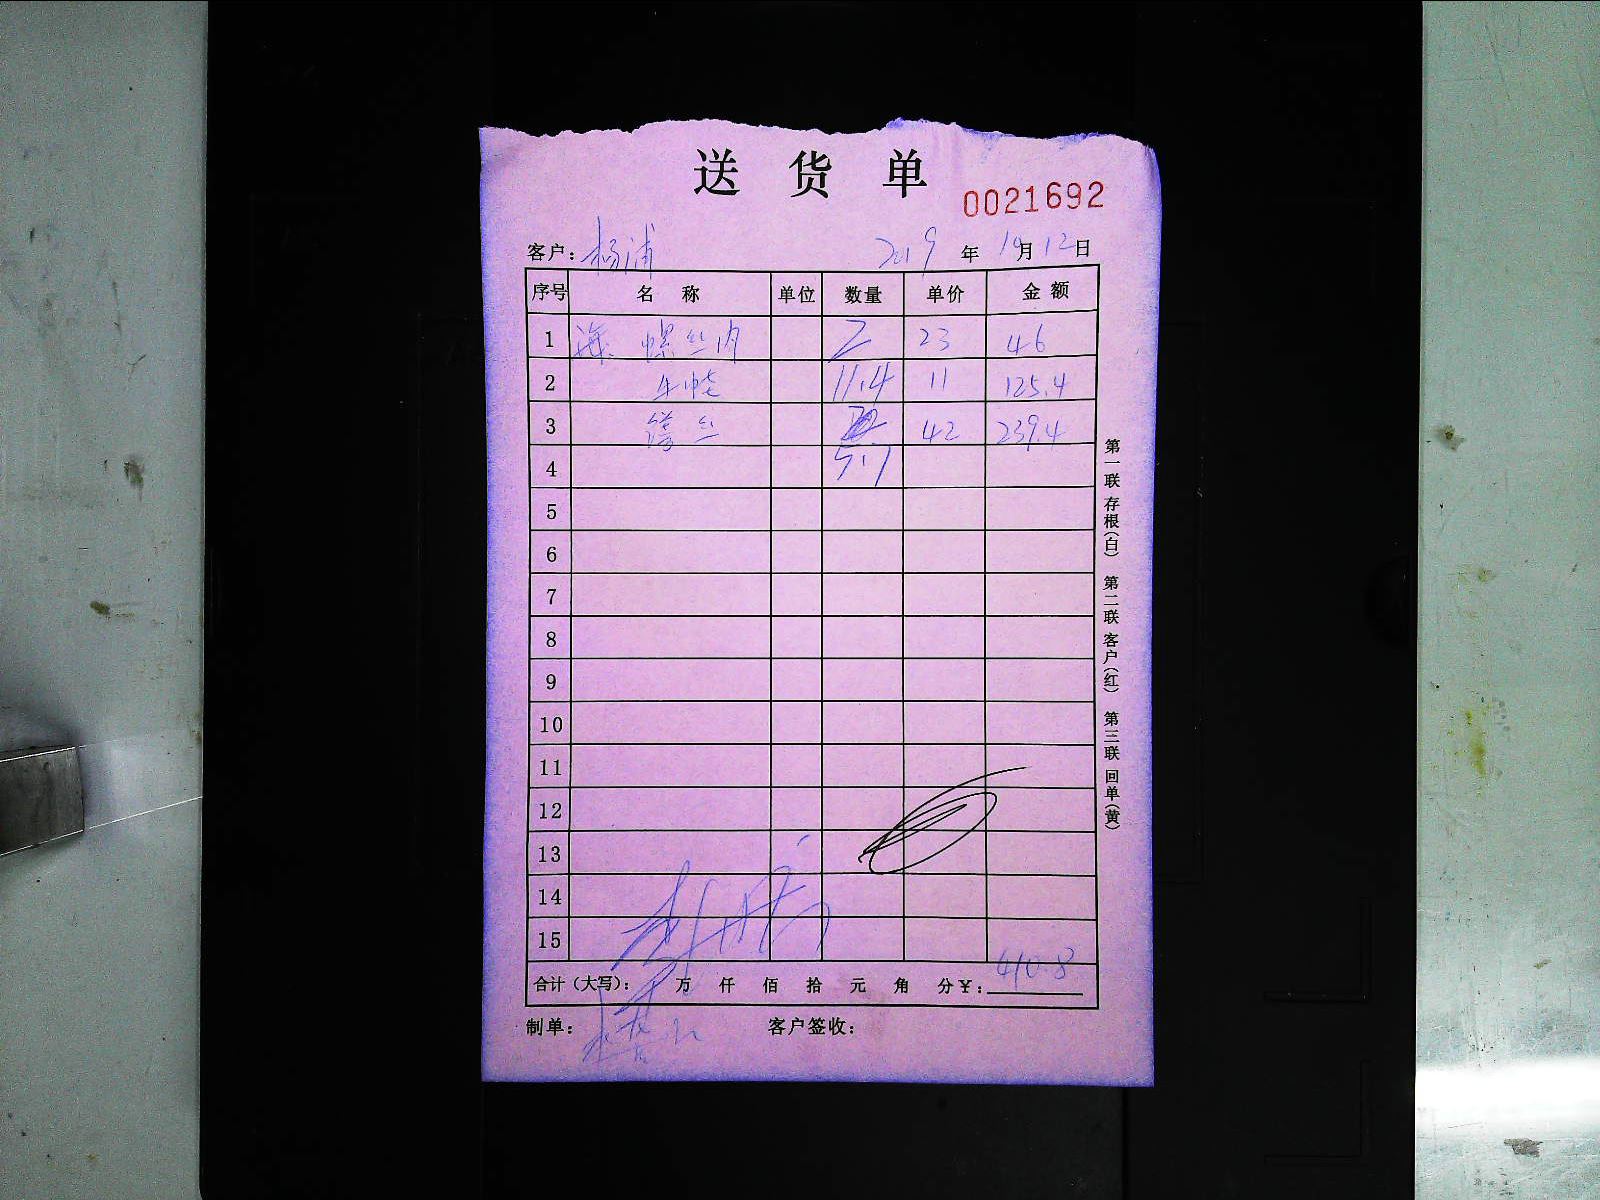 送 货 单
0021692
客户：杨浦 2019 年 10 月 12 日
序号 名 称 单位 数量 单价 金 额
1 海 螺丝肉 2 23 46
2 牛蛙 11.4 11 125.4
3 鳝丝 42 239.4
4 5.7
5
6
7
8
9
10
11
12
13
14
15
合计（大写）： 万 仟 佰 拾 元 角 分 ¥：410.8
制单： 客户签收：
第一联 存根（白） 第二联 客户（红） 第三联 回单（黄）